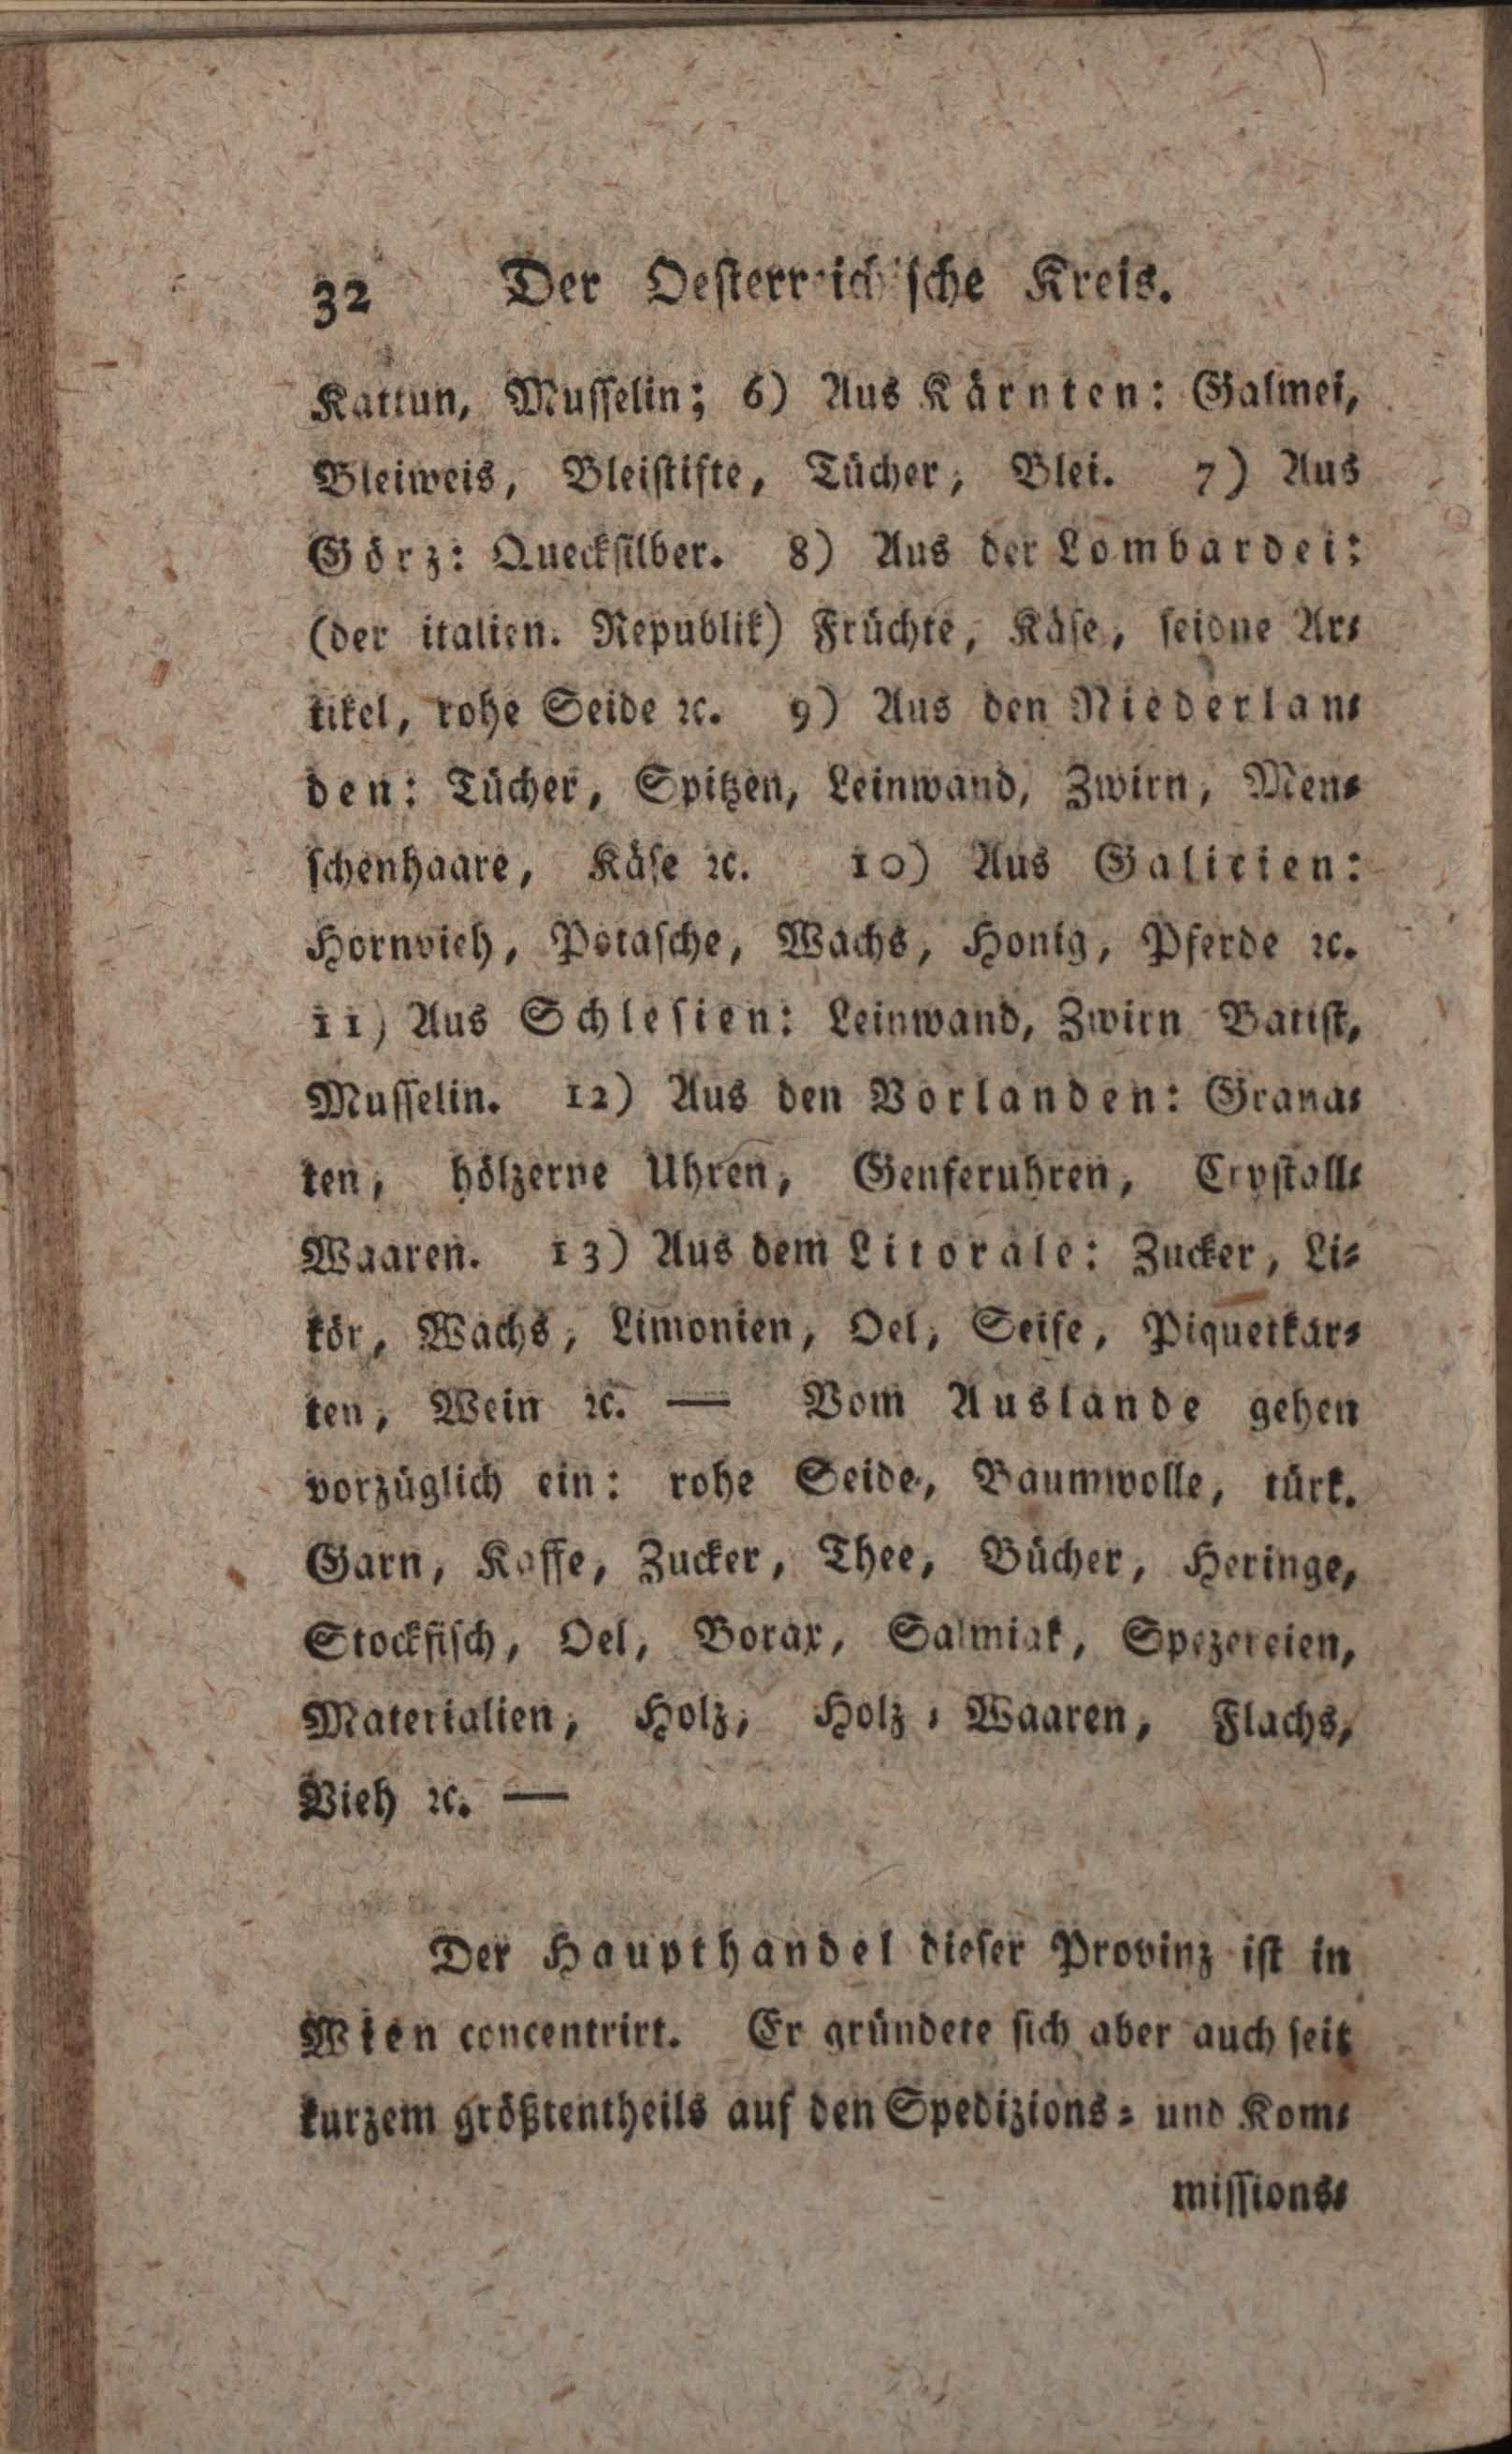 32 Der Oesterreich'sche Kreis.
Kattun, Musselin; 6) Aus Kärnten: Galmei,
Bleiweis, Bleistifte, Tücher, Blei. 7) Aus
Görz: Quecksilber. 8) Aus der Lombardei:
(der italien. Republik) Früchte, Käse, seidne Ar-
tikel, rohe Seide ꝛc. 9) Aus den Niederlan-
den: Tücher, Spitzen, Leinwand, Zwirn, Men-
schenhaare, Käse ꝛc. 10) Aus Galicien:
Hornvieh, Potasche, Wachs, Honig, Pferde ꝛc.
11) Aus Schlesien: Leinwand, Zwirn Batist,
Musselin. 12) Aus den Vorlanden: Grana-
ten, hölzerne Uhren, Genferuhren, Crystall-
Waaren. 13) Aus dem Litorale: Zucker, Li-
kör, Wachs, Limonien, Oel, Seife, Piquetkar-
ten, Wein ꝛc. — Vom Auslande gehen
vorzüglich ein: rohe Seide, Baumwolle, türk.
Garn, Kaffe, Zucker, Thee, Bücher, Heringe,
Stockfisch, Oel, Borax, Salmiak, Spezereien,
Materialien, Holz, Holz-Waaren, Flachs,
Vieh ꝛc. —
Der Haupthandel dieser Provinz ist in
Wien concentrirt. Er gründete sich aber auch seit
kurzem größtentheils auf den Spedizions- und Kom-
missions-